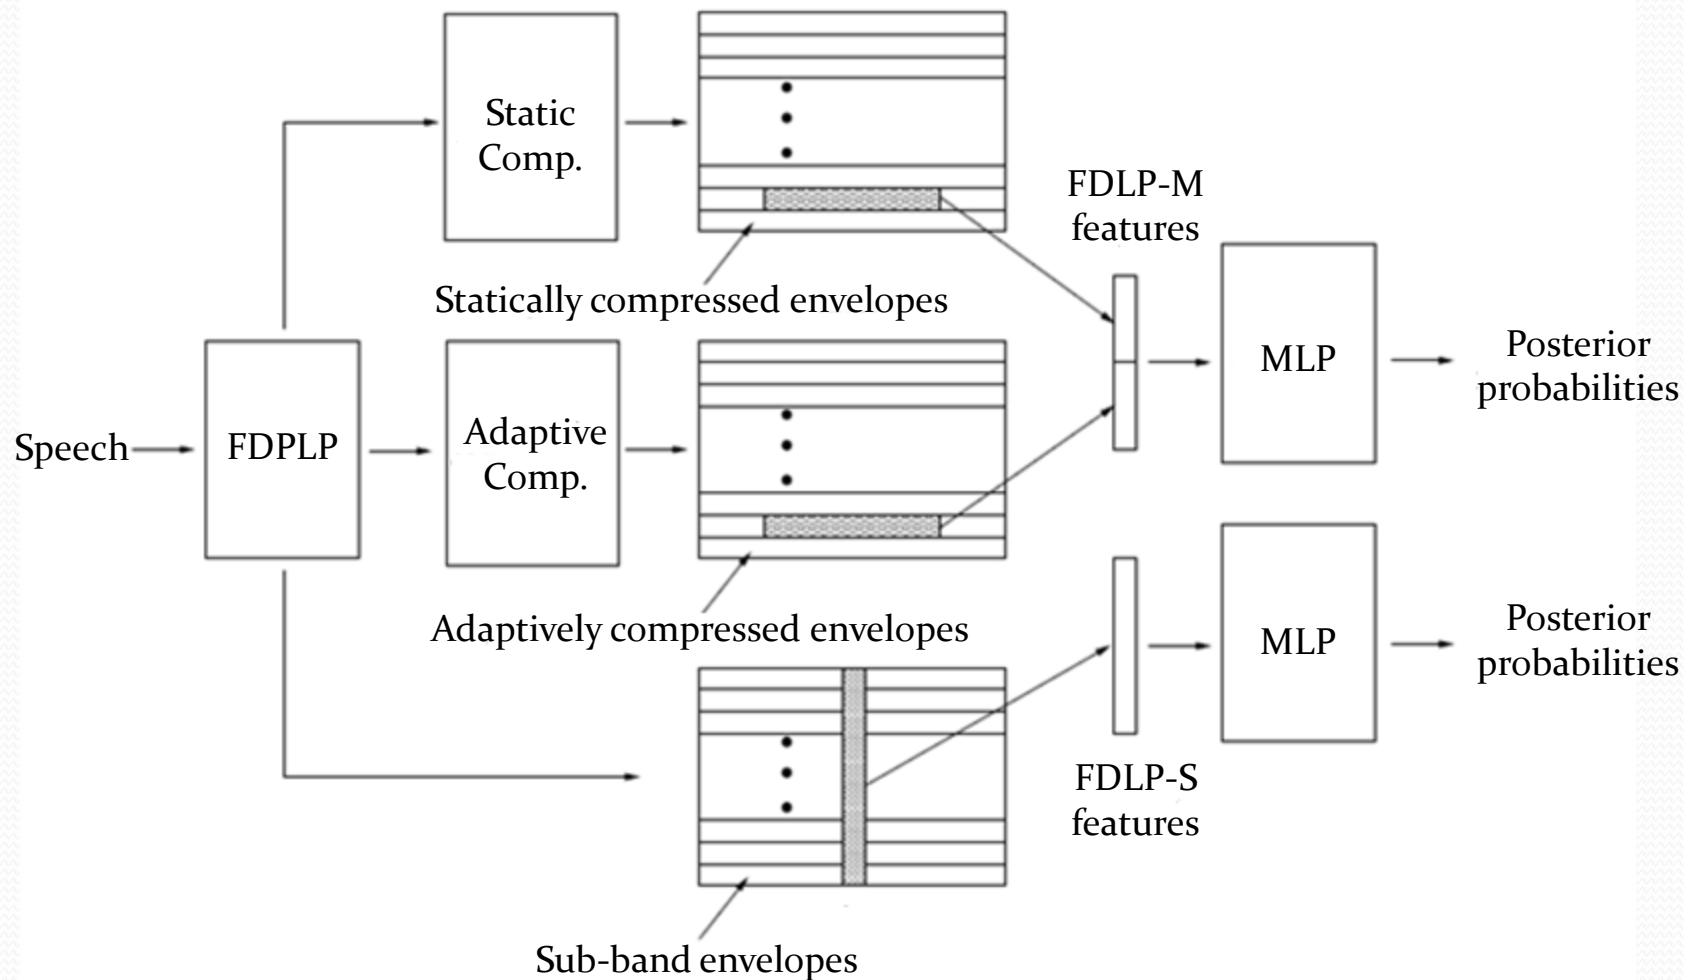 Static
Comp.
FDLP-M
features
Statically compressed envelopes
Speech
FDPLP
Adaptive
Comp.
MLP
Posterior
probabilities
Adaptively compressed envelopes
MLP
Posterior
probabilities
FDLP-S
features
Sub-band envelopes